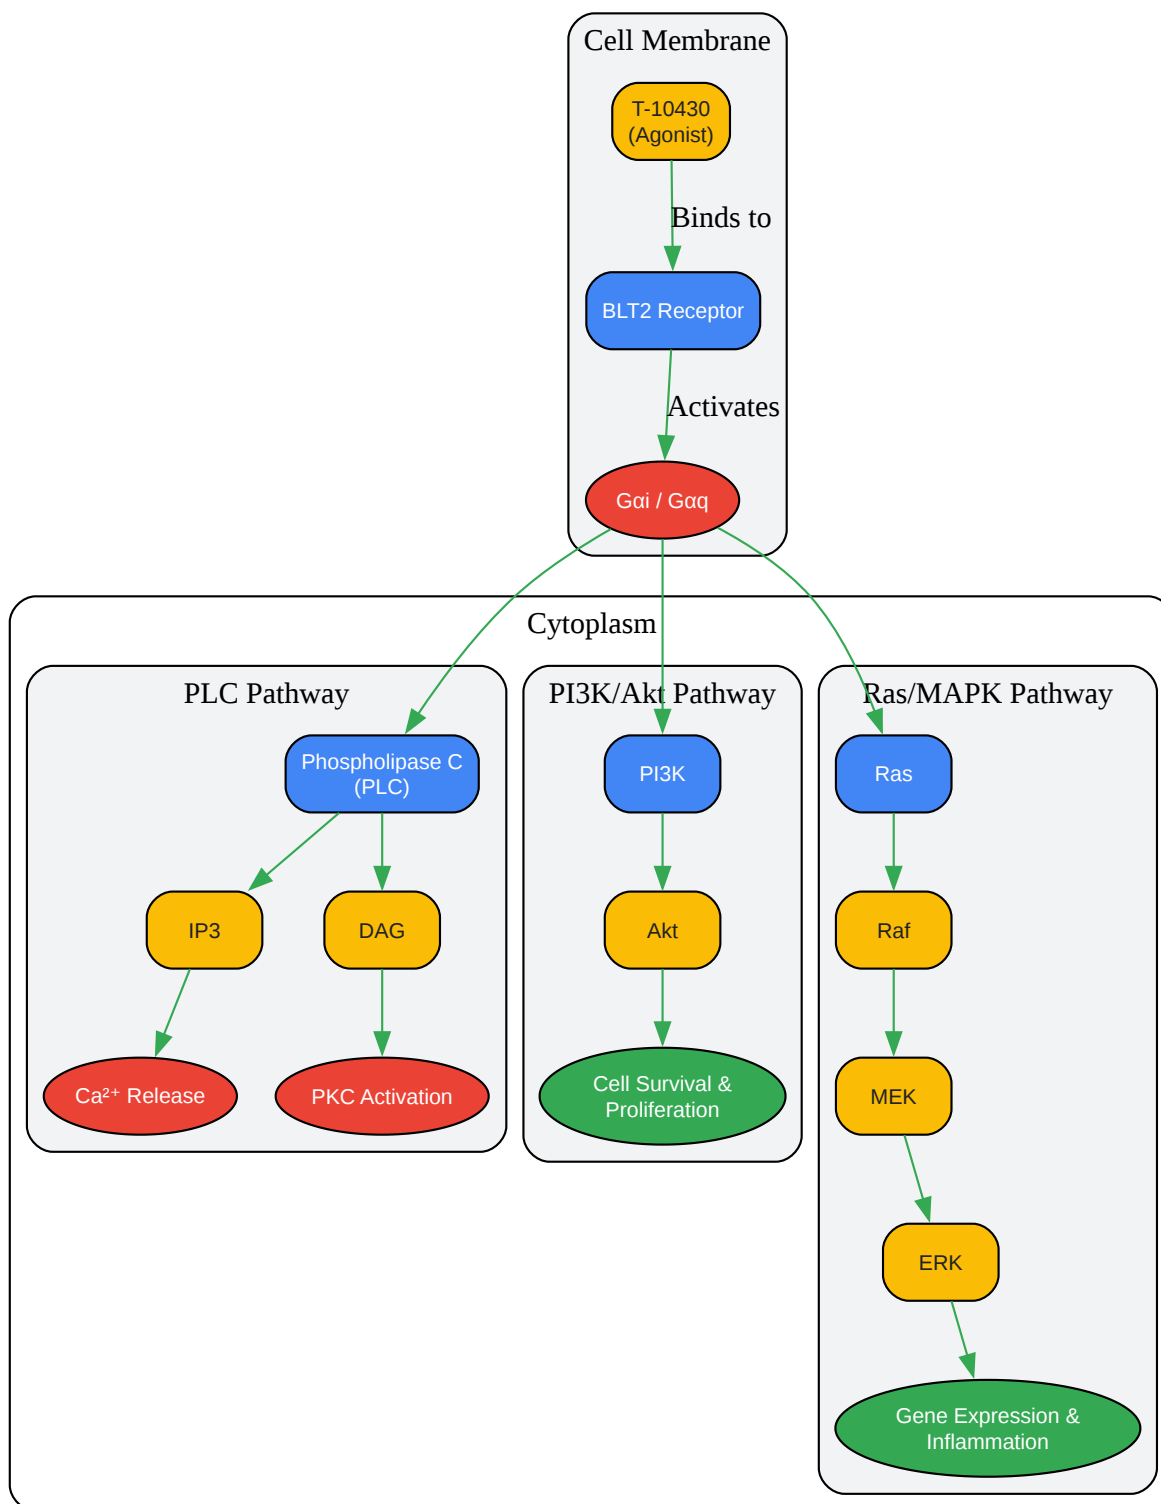 Cell Membrane
T-10430
(Agonist)
Binds to
BLT2 Receptor
Activates
Gαi / Gαq
Cytoplasm
PLC Pathway
Phospholipase C
(PLC)
IP3
DAG
Ca²⁺ Release
PKC Activation
PI3K/Akt Pathway
PI3K
Akt
Cell Survival &
Proliferation
Ras/MAPK Pathway
Ras
Raf
MEK
ERK
Gene Expression &
Inflammation